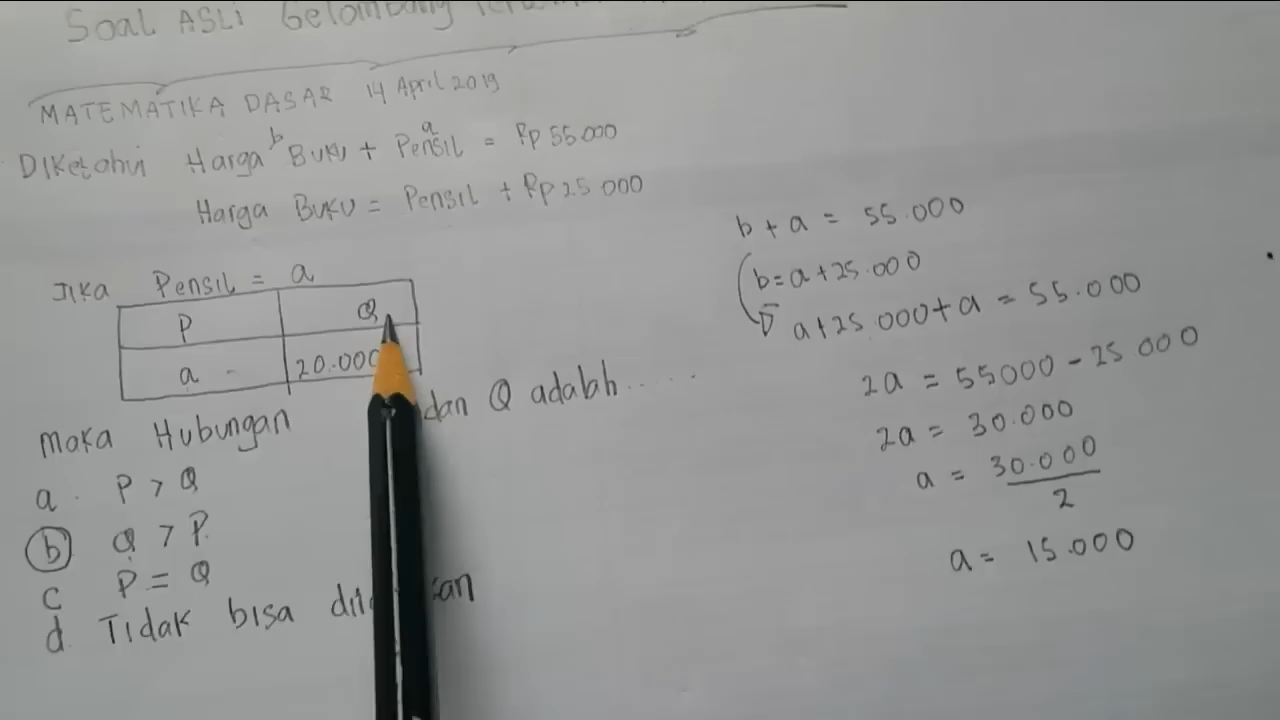 Soal ASLI Gelombang
MATEMATIKA DASAR 14 April 2019
DIKetahui Harga Buku + Pensil = Rp 55.000
b a
Harga Buku = Pensil + Rp 25 000
JIKA Pensil = a
P Q
a 20.000
maka Hubungan dan Q adalah.....
a. P > Q
b Q > P.
c P = Q
d. Tidak bisa
b + a = 55.000
b = a + 25.000
a + 25.000 + a = 55.000
2a = 55000 - 25 000
2a = 30.000
a = 30.000
2
a = 15.000